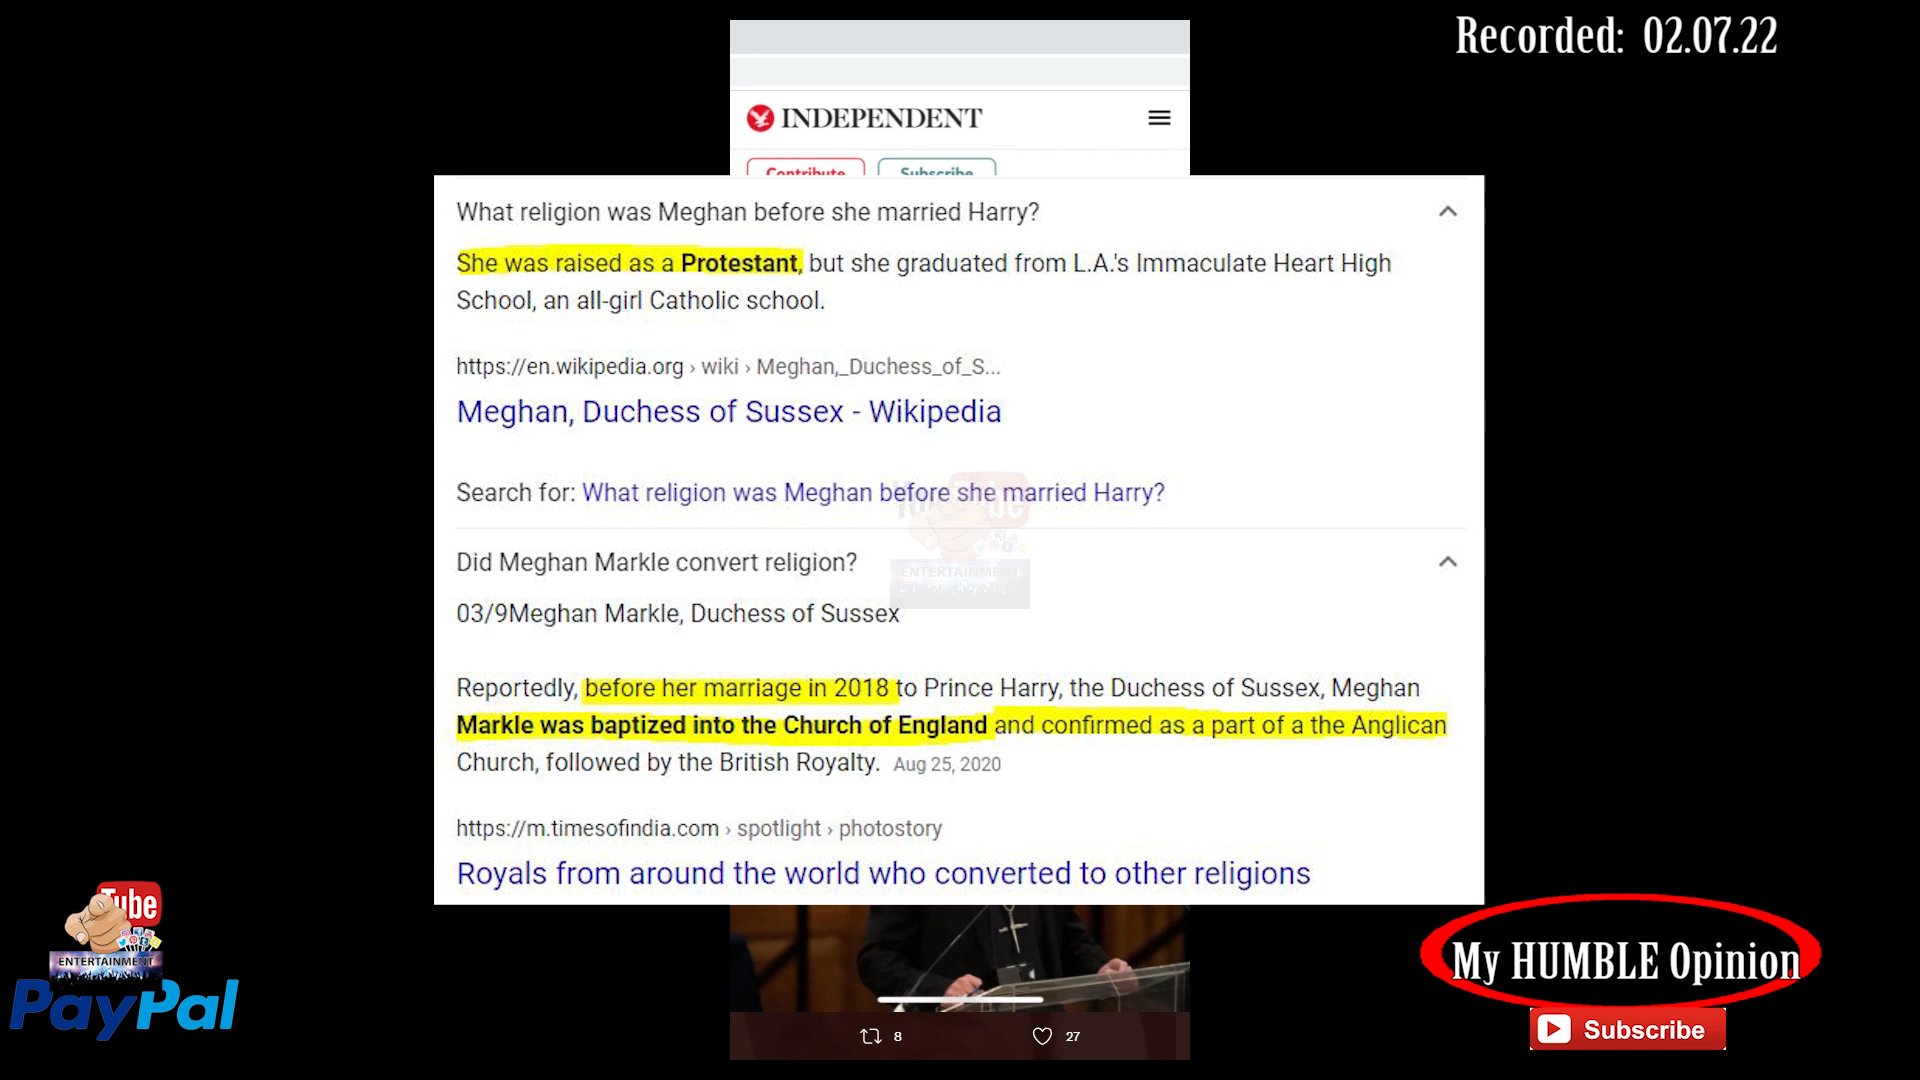 Recorded: 02.07.22
INDEPENDENT
Contribute
Subscribe
What religion was Meghan before she married Harry?
She was raised as a Protestant, but she graduated from L.A.'s Immaculate Heart High
School, an all-girl Catholic school.
https://en.wikipedia.org › wiki › Meghan,_Duchess_of_S...
Meghan, Duchess of Sussex - Wikipedia
Search for: What religion was Meghan before she married Harry?
Did Meghan Markle convert religion?
ENTERTAINMENT
03/9Meghan Markle, Duchess of Sussex
Reportedly, before her marriage in 2018 to Prince Harry, the Duchess of Sussex, Meghan
Markle was baptized into the Church of England and confirmed as a part of a the Anglican
Church, followed by the British Royalty. Aug 25, 2020
https://m.timesofindia.com › spotlight › photostory
Royals from around the world who converted to other religions
Tube
ENTERTAINMENT
PayPal
My HUMBLE Opinion
Subscribe
8
27